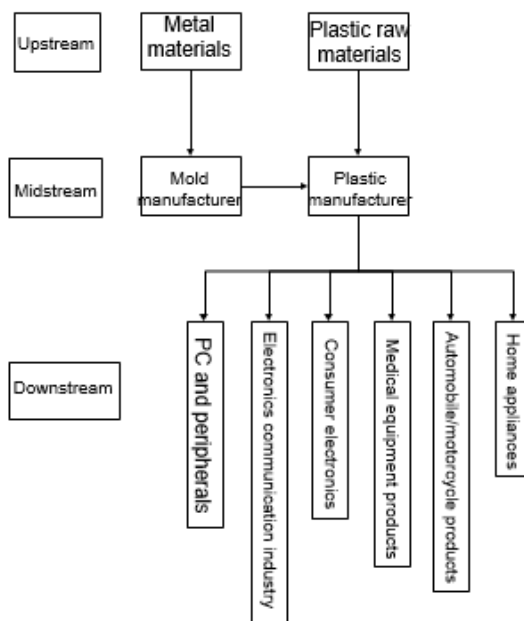 Upstream
Metal
materials
Plastic raw
materials
Midstream
Mold
manufacturer
Plastic
manufacturer
Downstream
PC and peripherals
Electronics communication industry
Consumer electronics
Medical equipment products
Automobile/motorcycle products
Home appliances